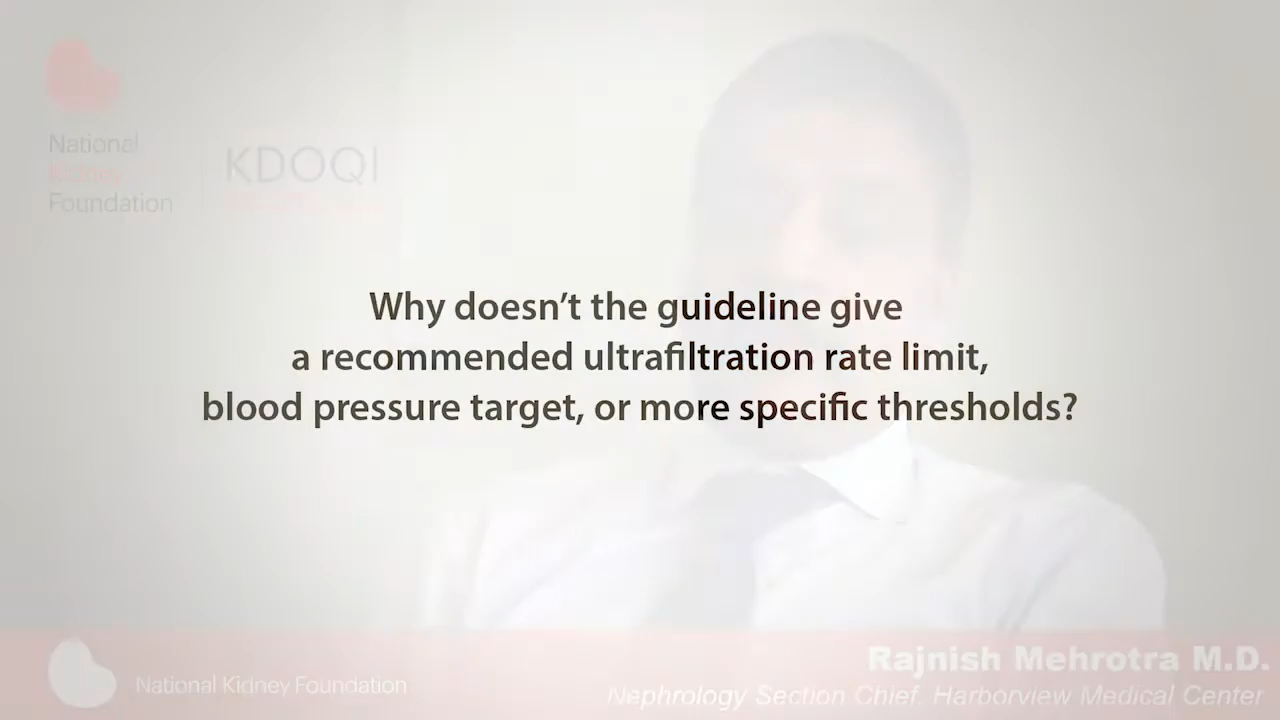 National
Kidney
Foundation
KDOQI
Why doesn’t the guideline give
a recommended ultrafiltration rate limit,
blood pressure target, or more specific thresholds?
Rajnish Mehrotra M.D.
National Kidney Foundation
Nephrology Section Chief, Harborview Medical Center